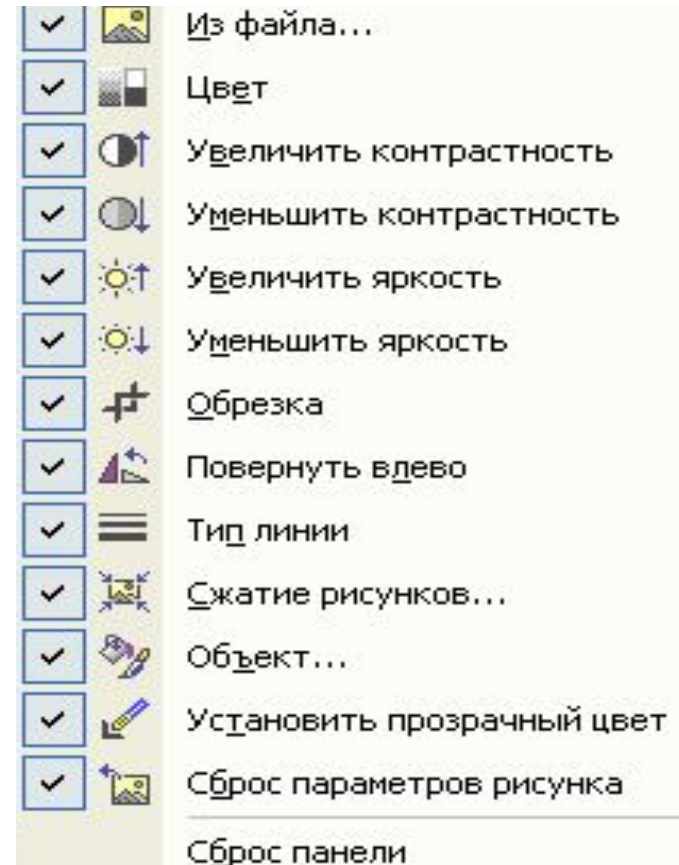 Из файла...
Цвет
Увеличить контрастность
Уменьшить контрастность
Увеличить яркость
Уменьшить яркость
Обрезка
Повернуть влево
Тип линии
Сжатие рисунков...
Объект...
Установить прозрачный цвет
Сброс параметров рисунка
Сброс панели